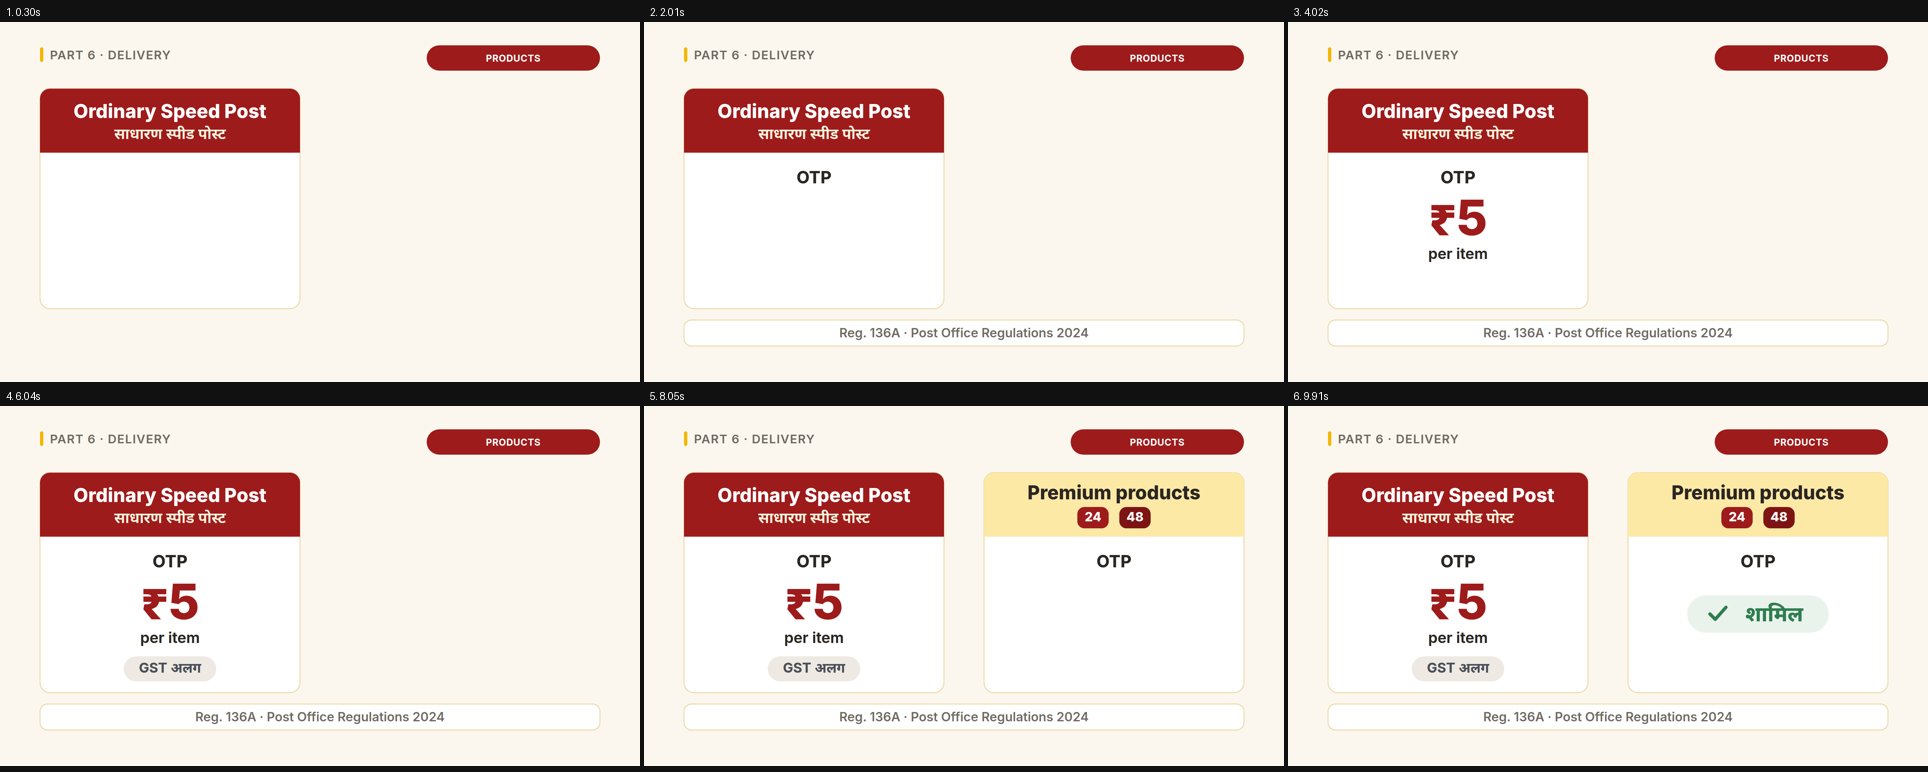 1. 0.30s
PART 6 · DELIVERY
PRODUCTS
Ordinary Speed Post
साधारण स्पीड पोस्ट
2. 2.01s
PART 6 · DELIVERY
PRODUCTS
Ordinary Speed Post
साधारण स्पीड पोस्ट
OTP
Reg. 136A · Post Office Regulations 2024
3. 4.02s
PART 6 · DELIVERY
PRODUCTS
Ordinary Speed Post
साधारण स्पीड पोस्ट
OTP
₹5
per item
Reg. 136A · Post Office Regulations 2024
4. 6.04s
PART 6 · DELIVERY
PRODUCTS
Ordinary Speed Post
साधारण स्पीड पोस्ट
OTP
₹5
per item
GST अलग
Reg. 136A · Post Office Regulations 2024
5. 8.05s
PART 6 · DELIVERY
PRODUCTS
Ordinary Speed Post
साधारण स्पीड पोस्ट
OTP
₹5
per item
GST अलग
Premium products
24 48
OTP
Reg. 136A · Post Office Regulations 2024
6. 9.91s
PART 6 · DELIVERY
PRODUCTS
Ordinary Speed Post
साधारण स्पीड पोस्ट
OTP
₹5
per item
GST अलग
Premium products
24 48
OTP
✓ शामिल
Reg. 136A · Post Office Regulations 2024